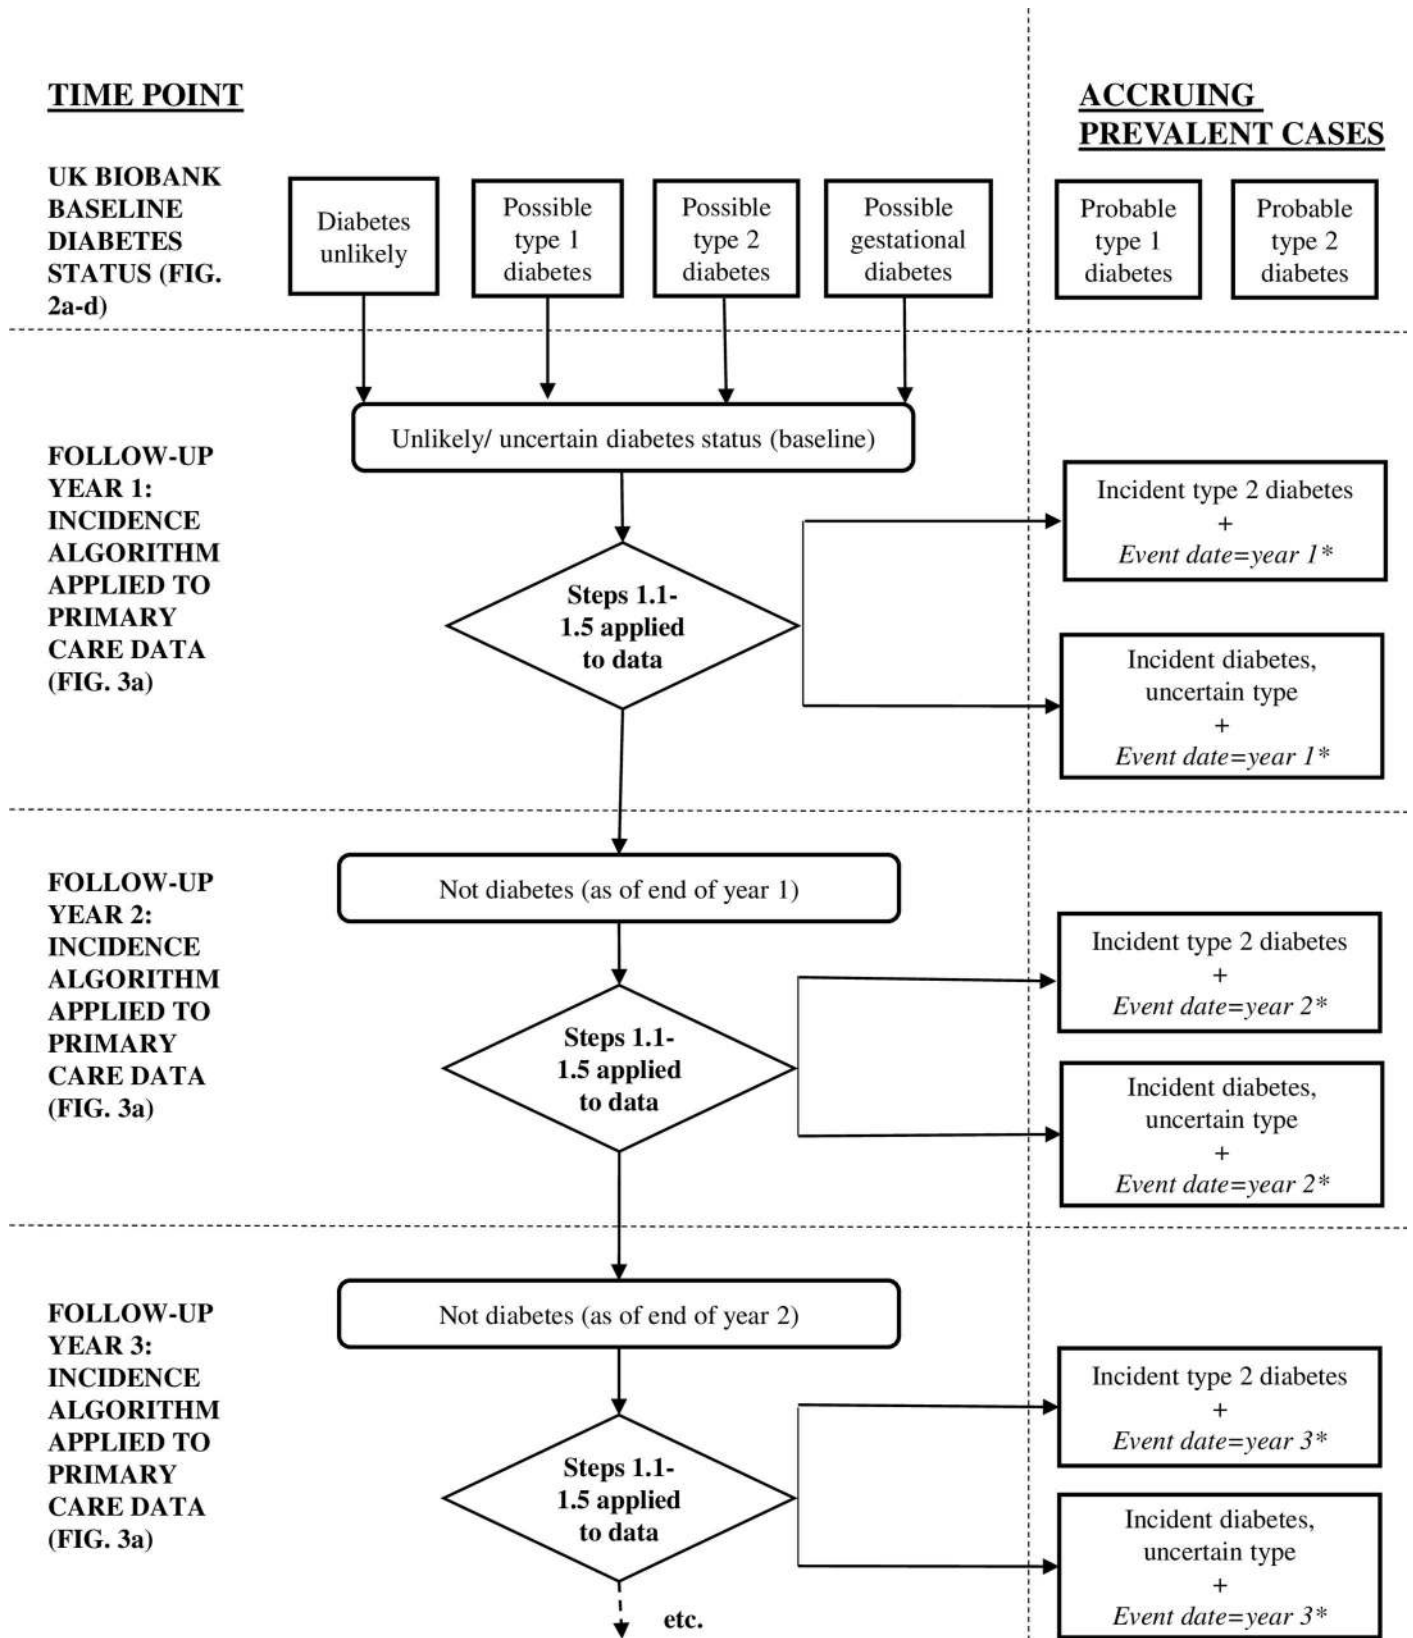 TIME POINT
ACCRUING
PREVALENT CASES
UK BIOBANK
BASELINE
DIABETES
STATUS (FIG.
2a-d)
Diabetes
unlikely
Possible
type 1
diabetes
Possible
type 2
diabetes
Possible
gestational
diabetes
Probable
type 1
diabetes
Probable
type 2
diabetes
FOLLOW-UP
YEAR 1:
INCIDENCE
ALGORITHM
APPLIED TO
PRIMARY
CARE DATA
(FIG. 3a)
Unlikely/ uncertain diabetes status (baseline)
Steps 1.1-
1.5 applied
to data
Incident type 2 diabetes
+
Event date=year 1*
Incident diabetes,
uncertain type
+
Event date=year 1*
FOLLOW-UP
YEAR 2:
INCIDENCE
ALGORITHM
APPLIED TO
PRIMARY
CARE DATA
(FIG. 3a)
Not diabetes (as of end of year 1)
Steps 1.1-
1.5 applied
to data
Incident type 2 diabetes
+
Event date=year 2*
Incident diabetes,
uncertain type
+
Event date=year 2*
FOLLOW-UP
YEAR 3:
INCIDENCE
ALGORITHM
APPLIED TO
PRIMARY
CARE DATA
(FIG. 3a)
Not diabetes (as of end of year 2)
Steps 1.1-
1.5 applied
to data
etc.
Incident type 2 diabetes
+
Event date=year 3*
Incident diabetes,
uncertain type
+
Event date=year 3*